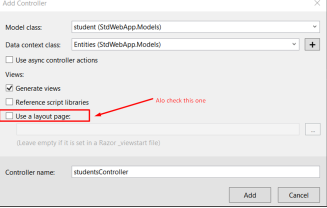 Add Controller
Model class: student (StdWebApp.Models)
Data context class: Entities (StdWebApp.Models) +
Use async controller actions
Views:
Generate views
Reference script libraries
Alo check this one
Use a layout page:
...
(Leave empty if it is set in a Razor _viewstart file)
Controller name: studentsController
Add Cancel